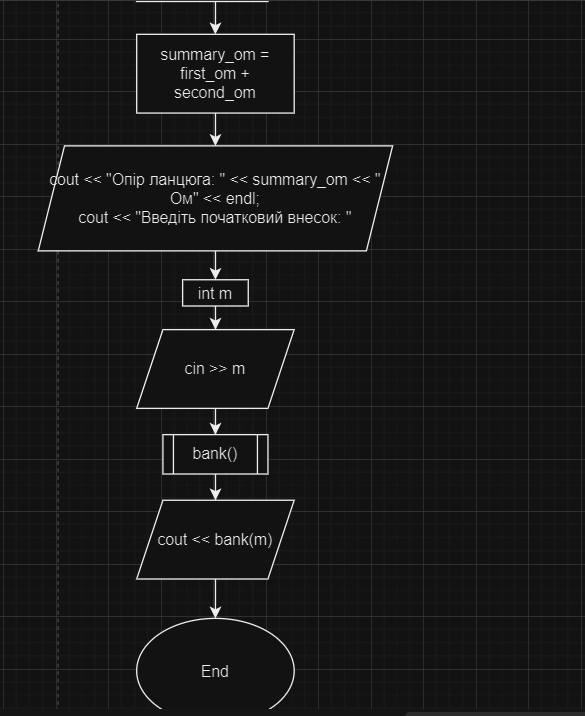 summary_om =
first_om +
second_om
cout << "Опір ланцюга: " << summary_om << "
Ом" << endl;
cout << "Введіть початковий внесок: "
int m
cin >> m
bank()
cout << bank(m)
End